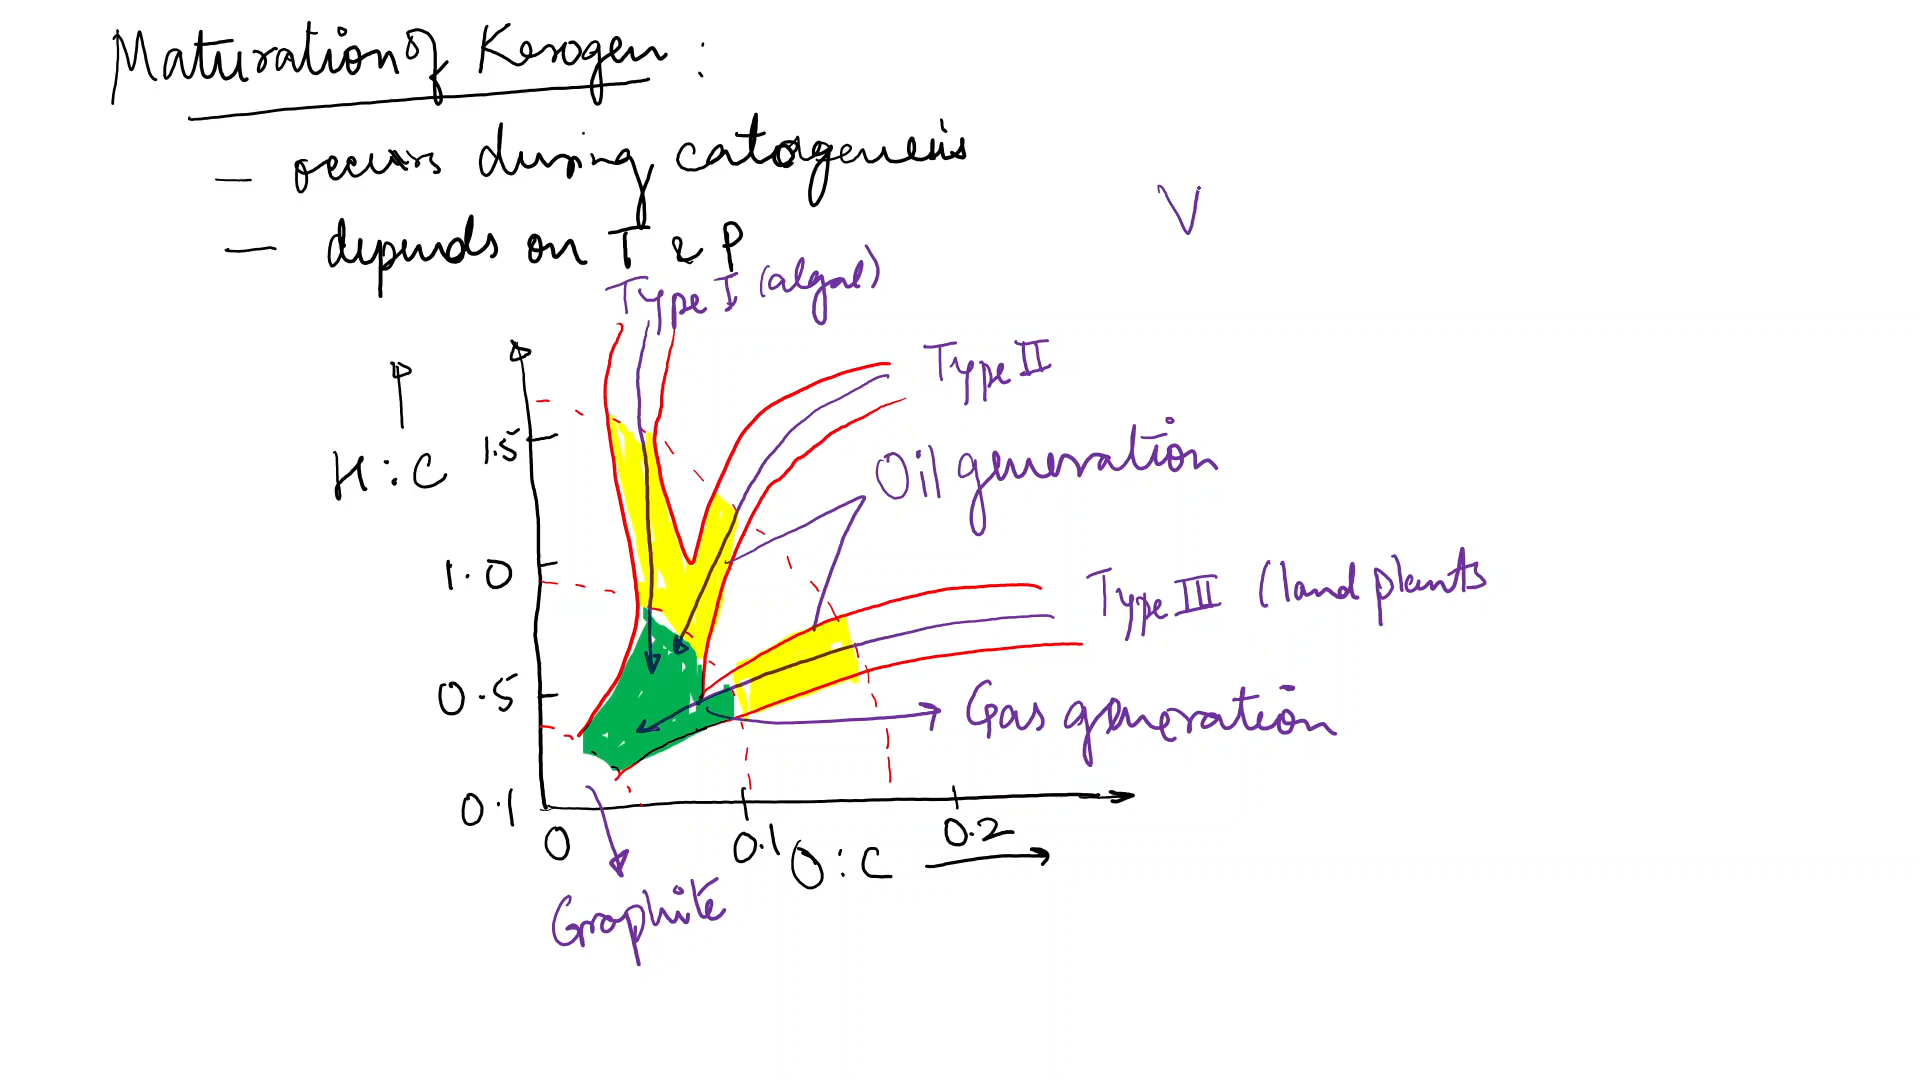 Maturation of Kerogen :
— occurs during catagenesis
V
— depends on T & P
Type I (algal)
Type II
H : C
1.5
Oil generation
1.0
Type III (land plants
0.5
Gas generation
0.1
0
0.1
0.2
O : C
Graphite